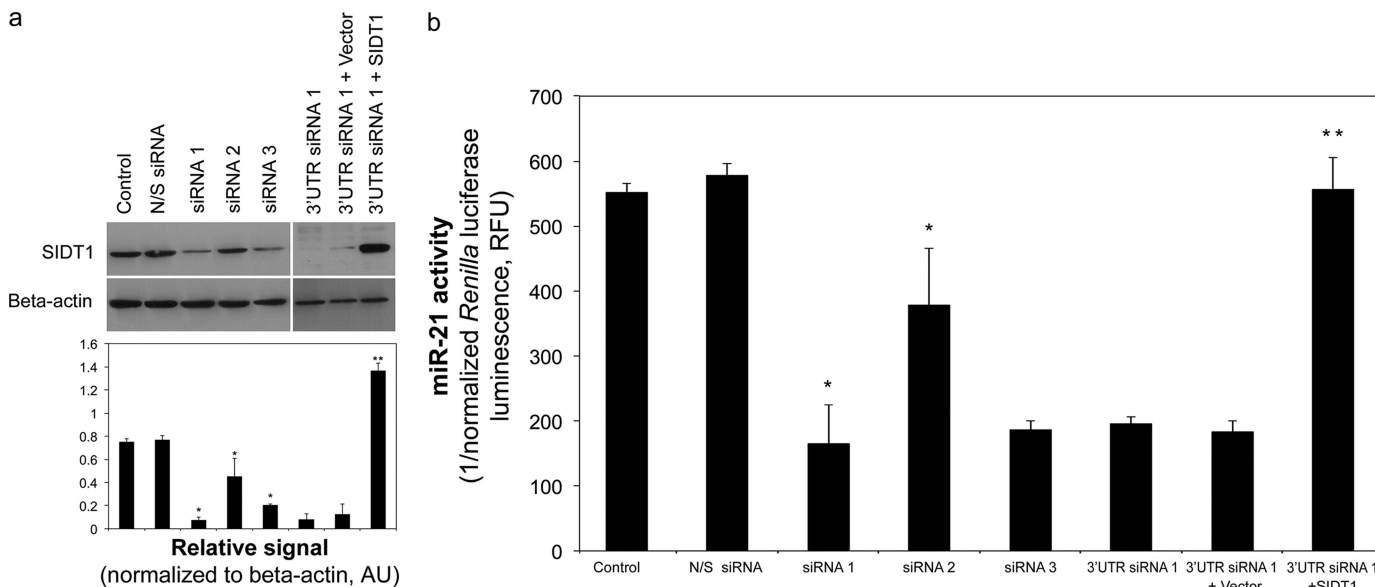 a
Control
N/S siRNA
siRNA 1
siRNA 2
siRNA 3
3'UTR siRNA 1
3'UTR siRNA 1 + Vector
3'UTR siRNA 1 + SIDT1
SIDT1
Beta-actin
1.6
1.4
1.2
1
0.8
0.6
0.4
0.2
0
*
*
*
**
Relative signal
(normalized to beta-actin, AU)
b
miR-21 activity
(1/normalized Renilla luciferase
luminescence, RFU)
700
600
500
400
300
200
100
0
*
*
**
Control
N/S siRNA
siRNA 1
siRNA 2
siRNA 3
3'UTR siRNA 1
3'UTR siRNA 1
+ Vector
3'UTR siRNA 1
+SIDT1